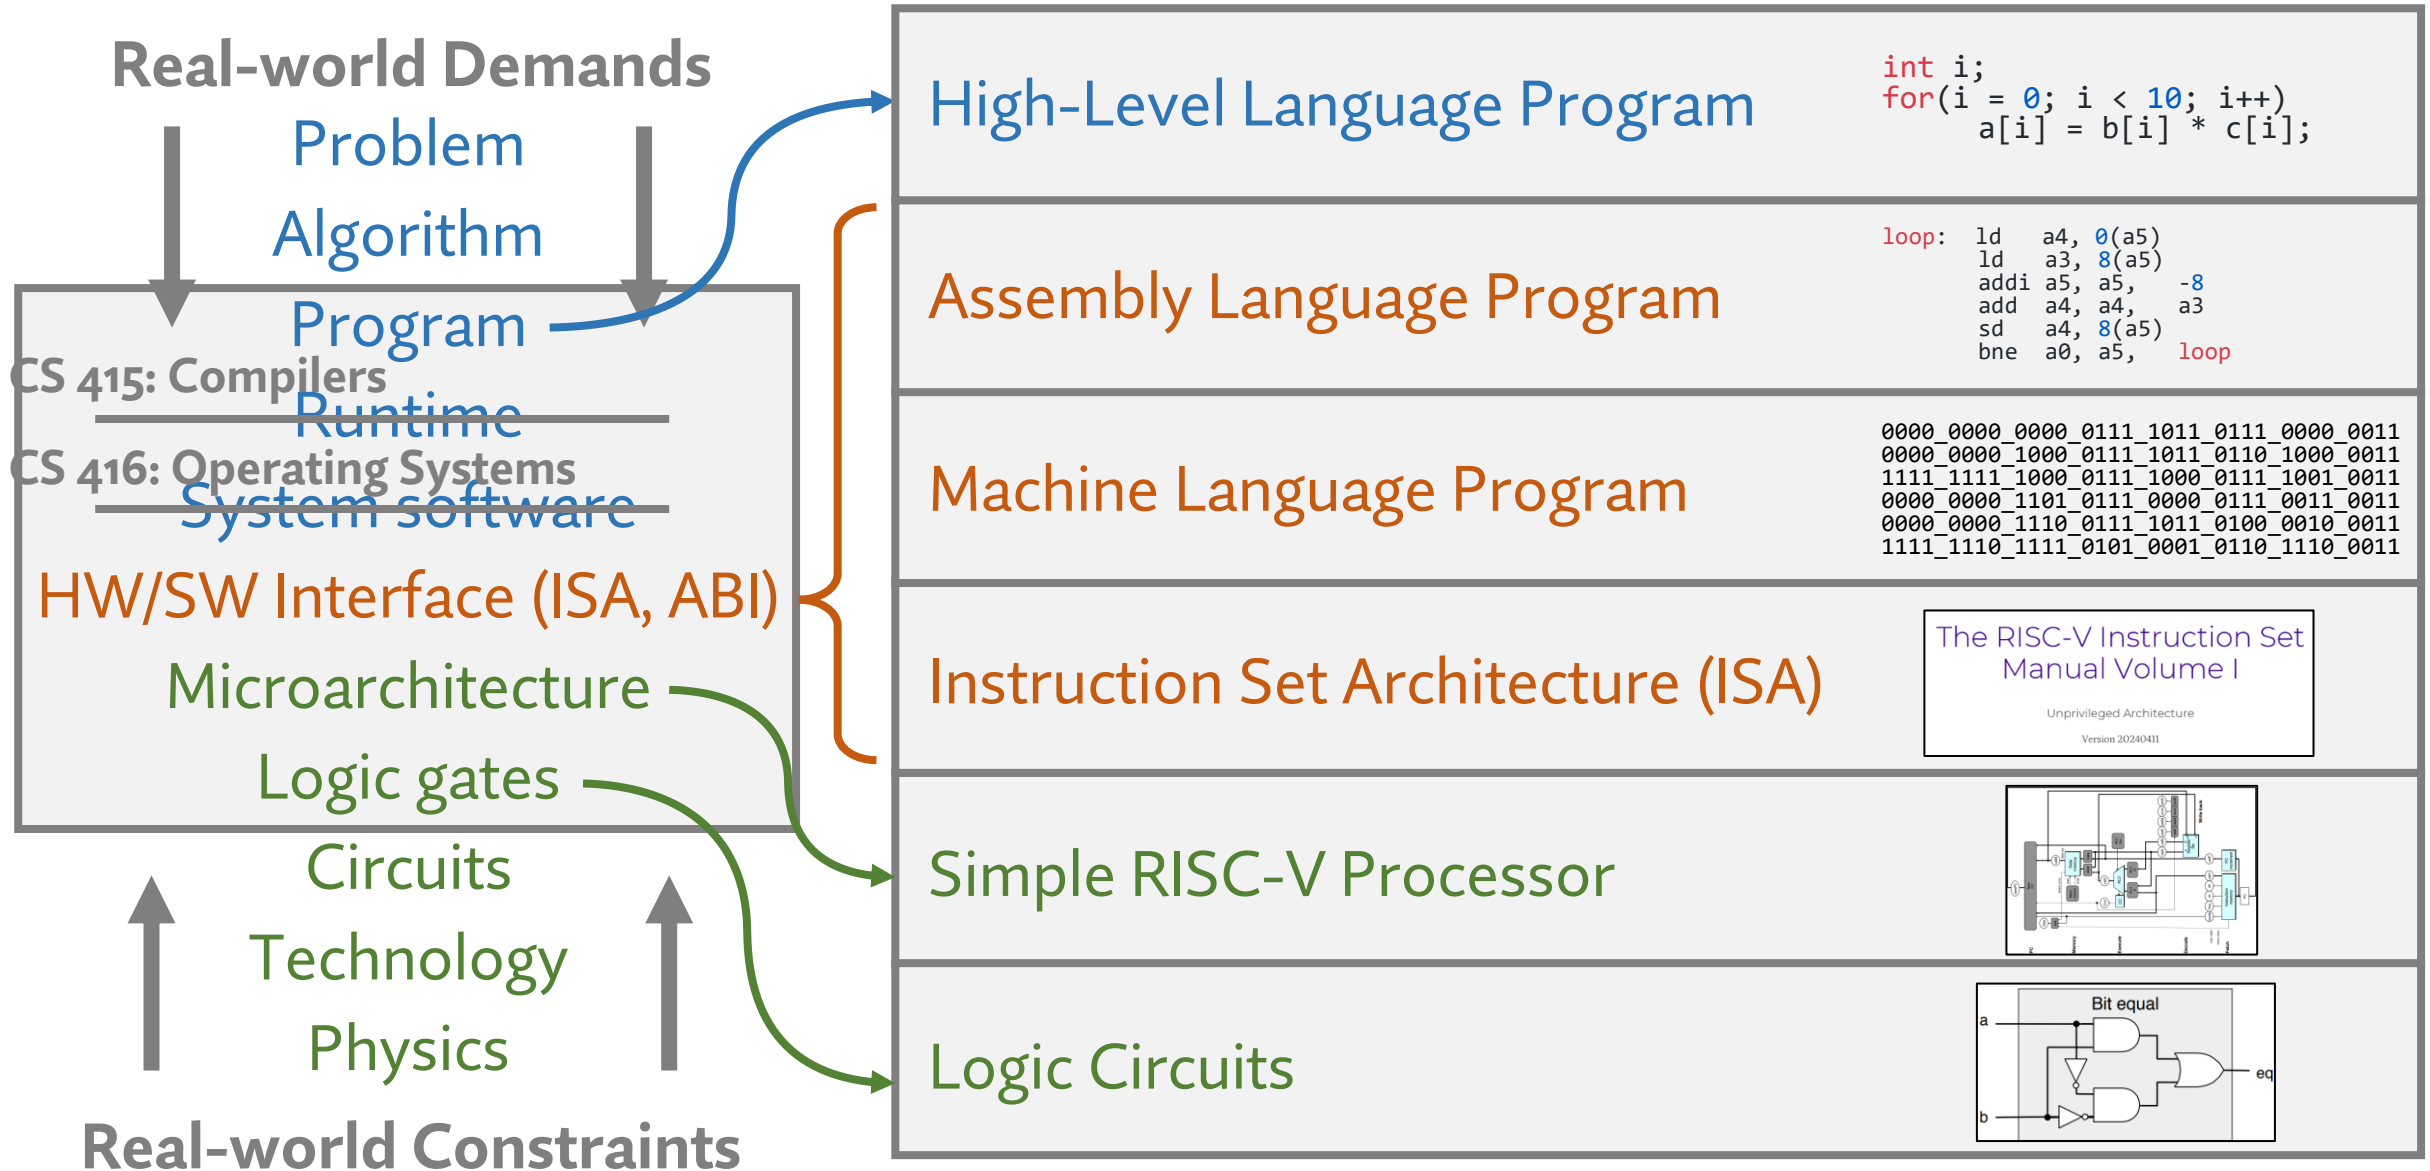 Real-world Demands
Problem
Algorithm
Program
CS 415: Compilers
Runtime
CS 416: Operating Systems
System software
HW/SW Interface (ISA, ABI)
Microarchitecture
Logic gates
Circuits
Technology
Physics
Real-world Constraints
High-Level Language Program
int i;
for(i = 0; i < 10; i++)
a[i] = b[i] * c[i];
Assembly Language Program
loop: ld a4, 0(a5)
ld a3, 8(a5)
addi a5, a5, -8
add a4, a4, a3
sd a4, 8(a5)
bne a0, a5, loop
Machine Language Program
0000_0000_0000_0111_1011_0111_0000_0011
0000_0000_1000_0111_1011_0110_1000_0011
1111_1111_1000_0111_1000_0111_1001_0011
0000_0000_1101_0111_0000_0111_0011_0011
0000_0000_1110_0111_1011_0100_0010_0011
1111_1110_1111_0101_0001_0110_1110_0011
Instruction Set Architecture (ISA)
The RISC-V Instruction Set
Manual Volume I
Unprivileged Architecture
Version 20240411
Simple RISC-V Processor
Logic Circuits
Bit equal
a
eq
b